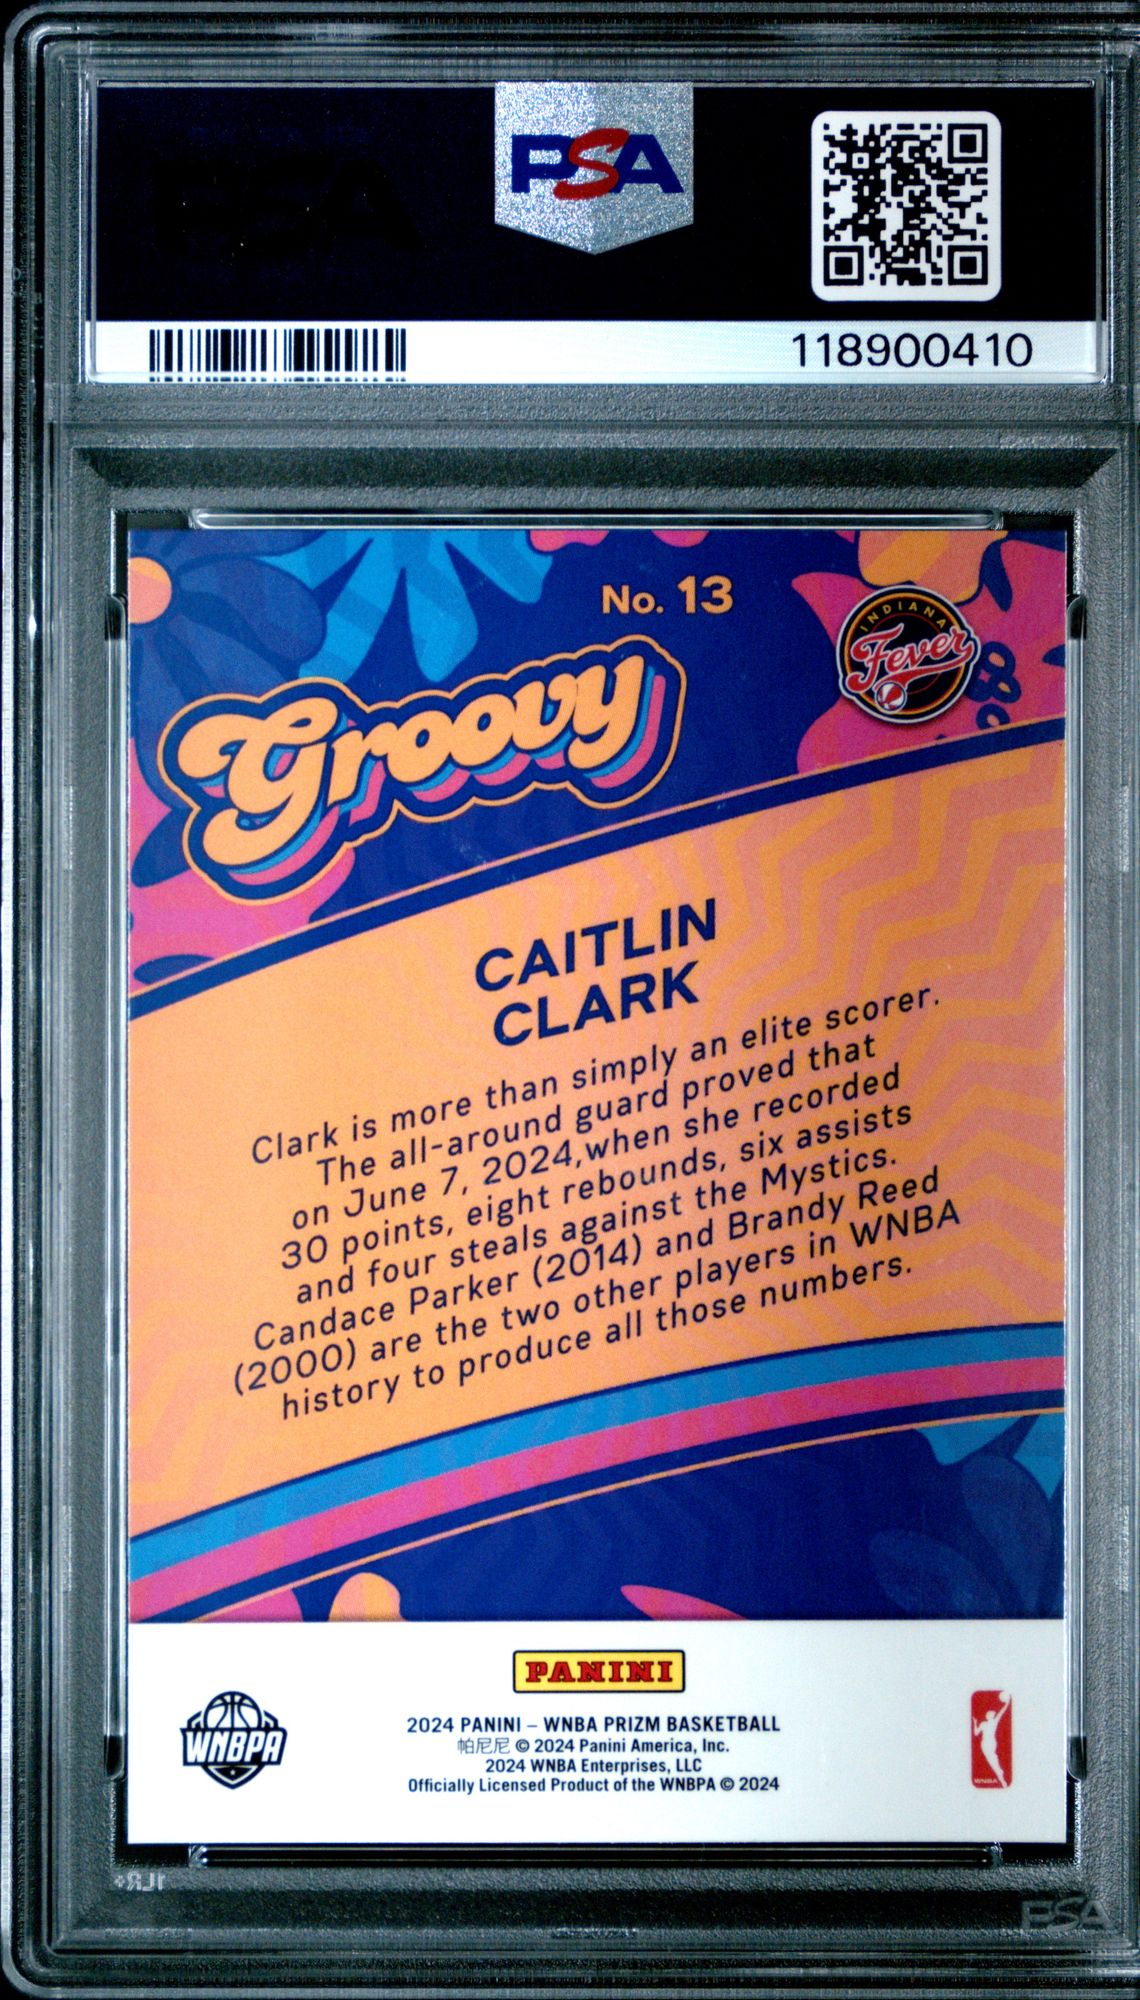 PSA
118900410
No. 13
INDIANA
Fever
Groovy
CAITLIN
CLARK
Clark is more than simply an elite scorer.
The all-around guard proved that
on June 7, 2024,when she recorded
30 points, eight rebounds, six assists
and four steals against the Mystics.
Candace Parker (2014) and Brandy Reed
(2000) are the two other players in WNBA
history to produce all those numbers.
PANINI
WNBPA
2024 PANINI – WNBA PRIZM BASKETBALL
帕尼尼 © 2024 Panini America, Inc.
2024 WNBA Enterprises, LLC
Officially Licensed Product of the WNBPA © 2024
WNBA
PSA